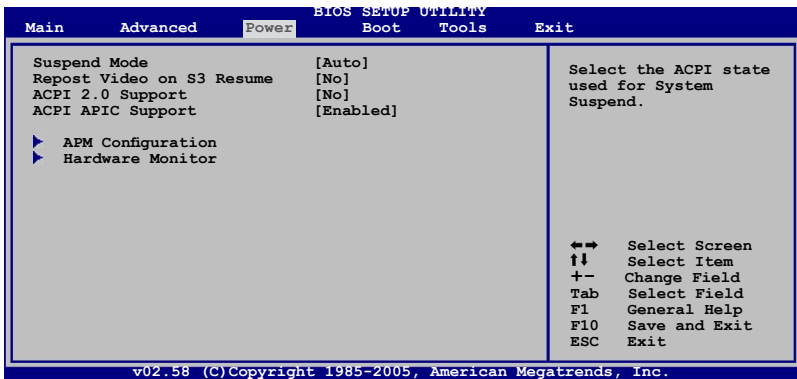 BIOS SETUP UTILITY
Main Advanced Power Boot Tools Exit
Suspend Mode [Auto]
Repost Video on S3 Resume [No]
ACPI 2.0 Support [No]
ACPI APIC Support [Enabled]
APM Configuration
Hardware Monitor
Select the ACPI state
used for System
Suspend.
←→ Select Screen
↑↓ Select Item
+- Change Field
Tab Select Field
F1 General Help
F10 Save and Exit
ESC Exit
v02.58 (C)Copyright 1985-2005, American Megatrends, Inc.